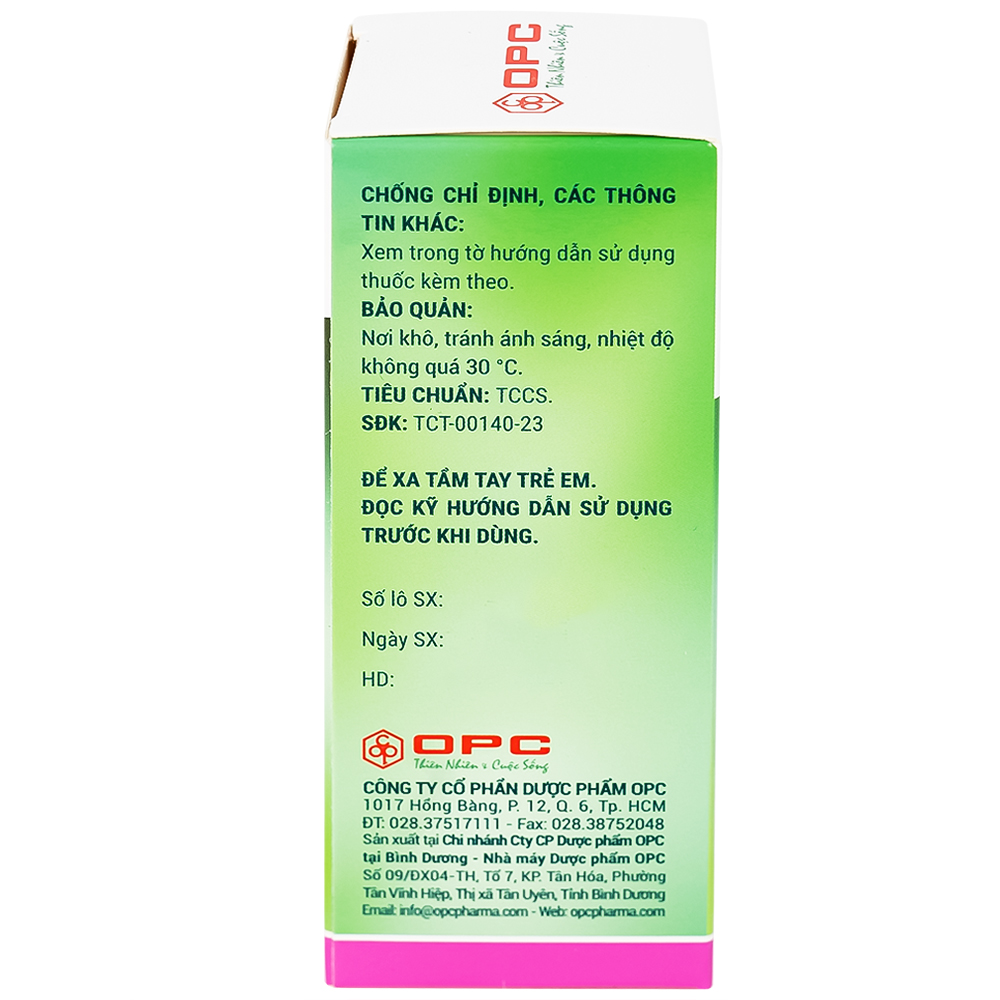 OPC
Thiên Nhiên & Cuộc Sống
CHỐNG CHỈ ĐỊNH, CÁC THÔNG
TIN KHÁC:
Xem trong tờ hướng dẫn sử dụng
thuốc kèm theo.
BẢO QUẢN:
Nơi khô, tránh ánh sáng, nhiệt độ
không quá 30 °C.
TIÊU CHUẨN: TCCS.
SĐK: TCT-00140-23
ĐỂ XA TẦM TAY TRẺ EM.
ĐỌC KỸ HƯỚNG DẪN SỬ DỤNG
TRƯỚC KHI DÙNG.
Số lô SX:
Ngày SX:
HD:
OPC
Thiên Nhiên & Cuộc Sống
CÔNG TY CỔ PHẦN DƯỢC PHẨM OPC
1017 Hồng Bàng, P. 12, Q. 6, Tp. HCM
ĐT: 028.37517111 - Fax: 028.38752048
Sản xuất tại Chi nhánh Cty CP Dược phẩm OPC
tại Bình Dương - Nhà máy Dược phẩm OPC
Số 09/ĐX04-TH, Tổ 7, KP. Tân Hóa, Phường
Tân Vĩnh Hiệp, Thị xã Tân Uyên, Tỉnh Bình Dương
Email: info@opcpharma.com - Web: opcpharma.com